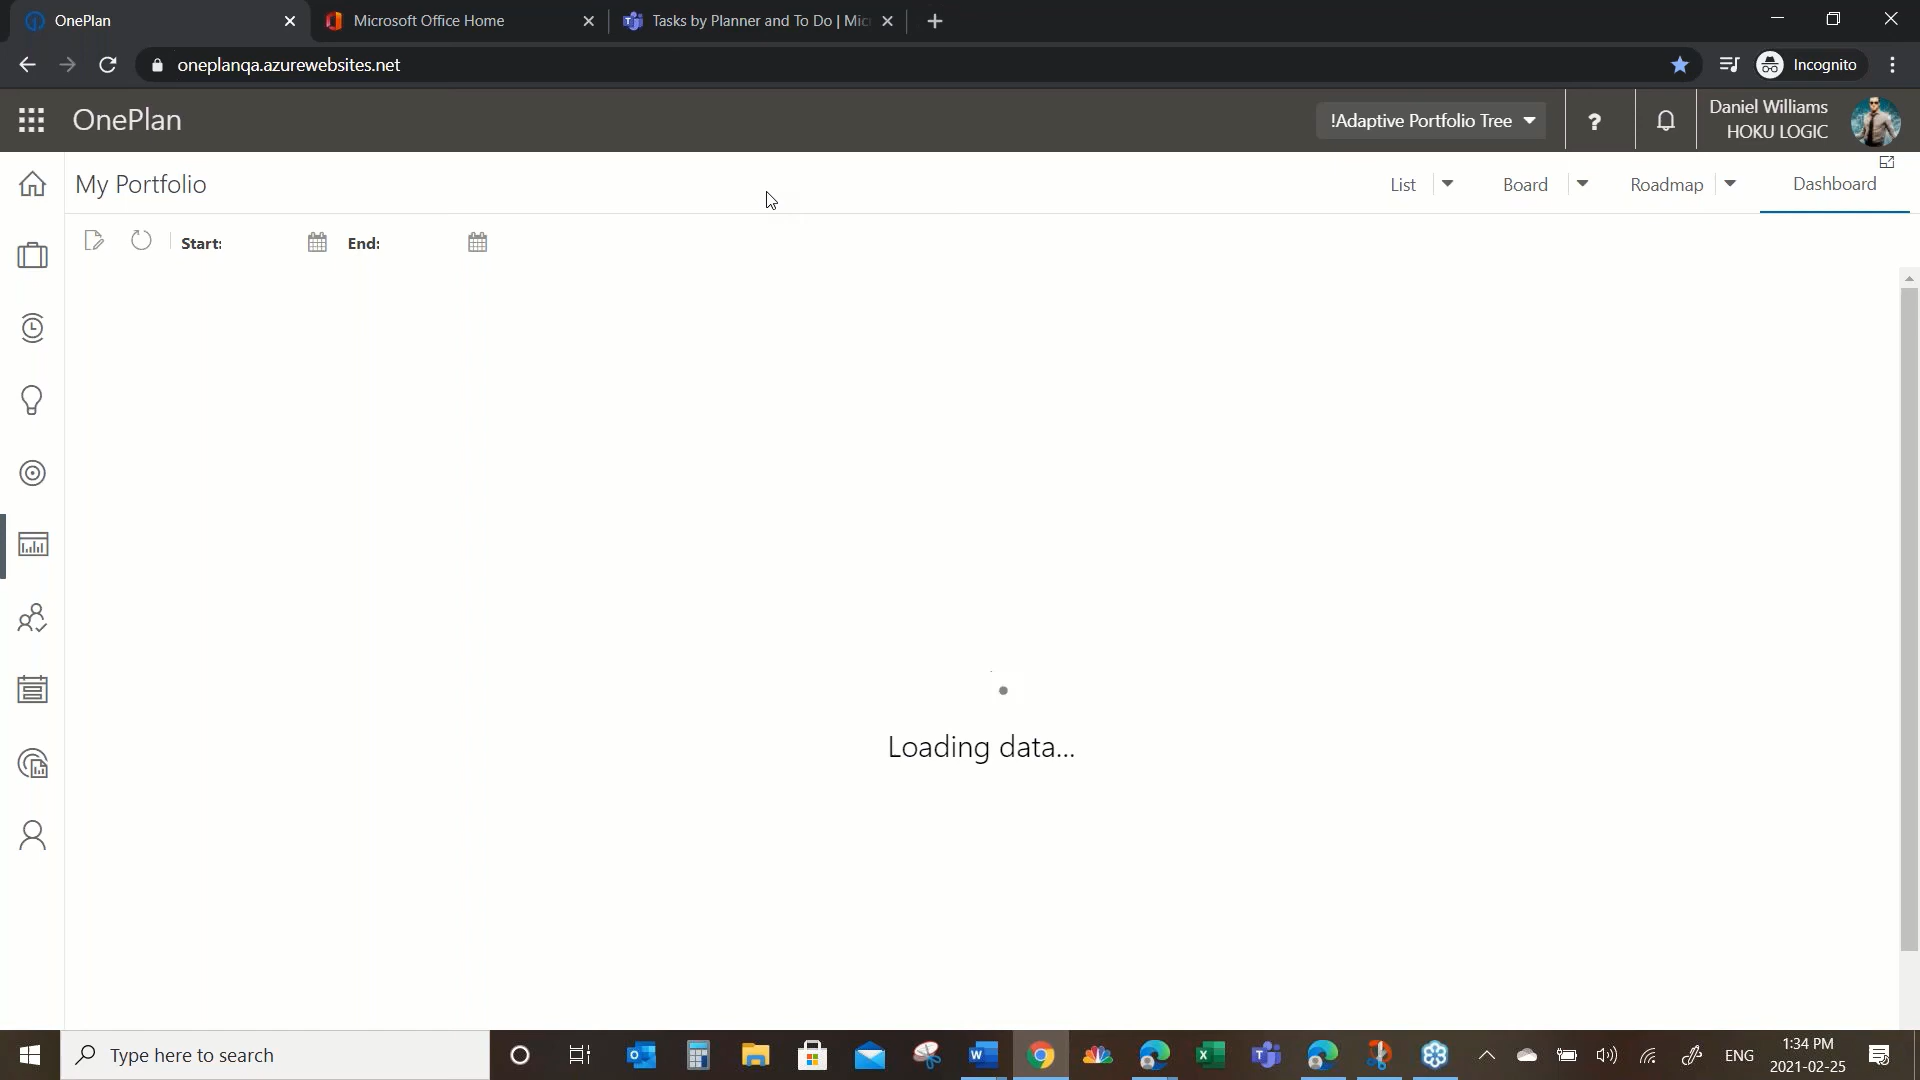 OnePlan
Microsoft Office Home
Tasks by Planner and To Do | Mic
oneplanqa.azurewebsites.net
Incognito
OnePlan
!Adaptive Portfolio Tree
?
Daniel Williams
HOKU LOGIC
My Portfolio
List
Board
Roadmap
Dashboard
Start:
End:
Loading data...
Type here to search
ENG
1:34 PM
2021-02-25